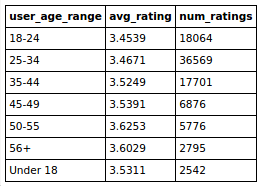 user_age_range avg_rating num_ratings
18-24 3.4539 18064
25-34 3.4671 36569
35-44 3.5249 17701
45-49 3.5391 6876
50-55 3.6253 5776
56+ 3.6029 2795
Under 18 3.5311 2542